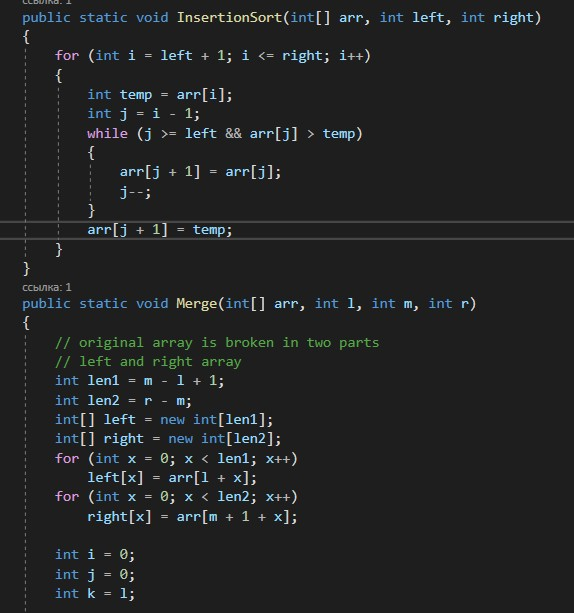 ссылка: 1
public static void InsertionSort(int[] arr, int left, int right)
{
for (int i = left + 1; i <= right; i++)
{
int temp = arr[i];
int j = i - 1;
while (j >= left && arr[j] > temp)
{
arr[j + 1] = arr[j];
j--;
}
arr[j + 1] = temp;
}
}
ссылка: 1
public static void Merge(int[] arr, int l, int m, int r)
{
// original array is broken in two parts
// left and right array
int len1 = m - l + 1;
int len2 = r - m;
int[] left = new int[len1];
int[] right = new int[len2];
for (int x = 0; x < len1; x++)
left[x] = arr[l + x];
for (int x = 0; x < len2; x++)
right[x] = arr[m + 1 + x];
int i = 0;
int j = 0;
int k = l;